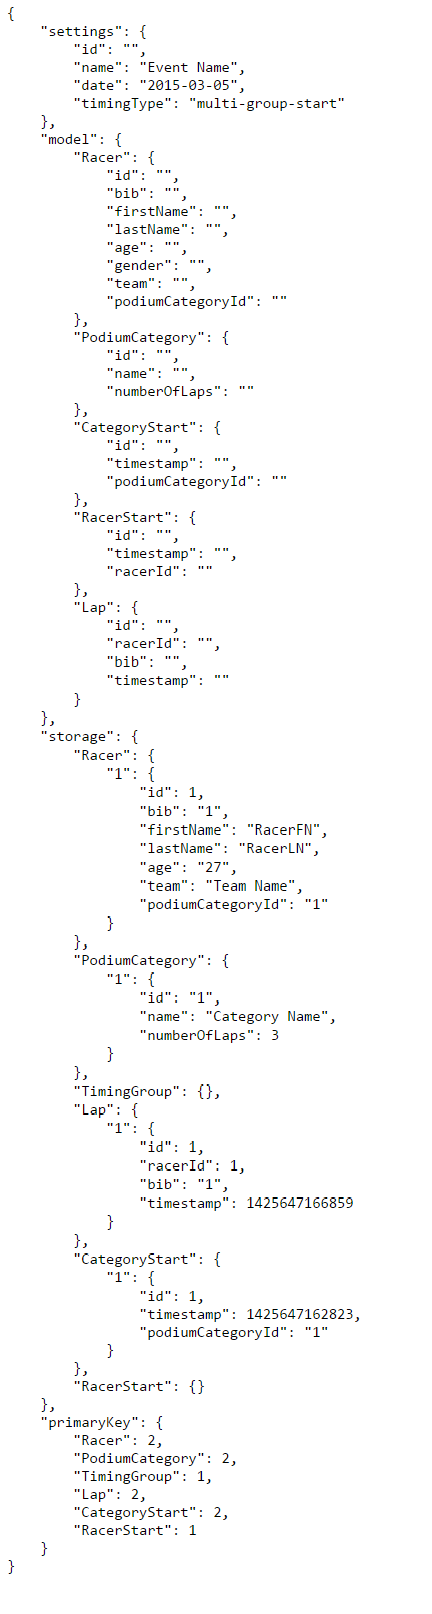 {
    "settings": {
        "id": "",
        "name": "Event Name",
        "date": "2015-03-05",
        "timingType": "multi-group-start"
    },
    "model": {
        "Racer": {
            "id": "",
            "bib": "",
            "firstName": "",
            "lastName": "",
            "age": "",
            "gender": "",
            "team": "",
            "podiumCategoryId": ""
        },
        "PodiumCategory": {
            "id": "",
            "name": "",
            "numberOfLaps": ""
        },
        "CategoryStart": {
            "id": "",
            "timestamp": "",
            "podiumCategoryId": ""
        },
        "RacerStart": {
            "id": "",
            "timestamp": "",
            "racerId": ""
        },
        "Lap": {
            "id": "",
            "racerId": "",
            "bib": "",
            "timestamp": ""
        }
    },
    "storage": {
        "Racer": {
            "1": {
                "id": 1,
                "bib": "1",
                "firstName": "RacerFN",
                "lastName": "RacerLN",
                "age": "27",
                "team": "Team Name",
                "podiumCategoryId": "1"
            }
        },
        "PodiumCategory": {
            "1": {
                "id": "1",
                "name": "Category Name",
                "numberOfLaps": 3
            }
        },
        "TimingGroup": {},
        "Lap": {
            "1": {
                "id": 1,
                "racerId": 1,
                "bib": "1",
                "timestamp": 1425647166859
            }
        },
        "CategoryStart": {
            "1": {
                "id": 1,
                "timestamp": 1425647162823,
                "podiumCategoryId": "1"
            }
        },
        "RacerStart": {}
    },
    "primaryKey": {
        "Racer": 2,
        "PodiumCategory": 2,
        "TimingGroup": 1,
        "Lap": 2,
        "CategoryStart": 2,
        "RacerStart": 1
    }
}